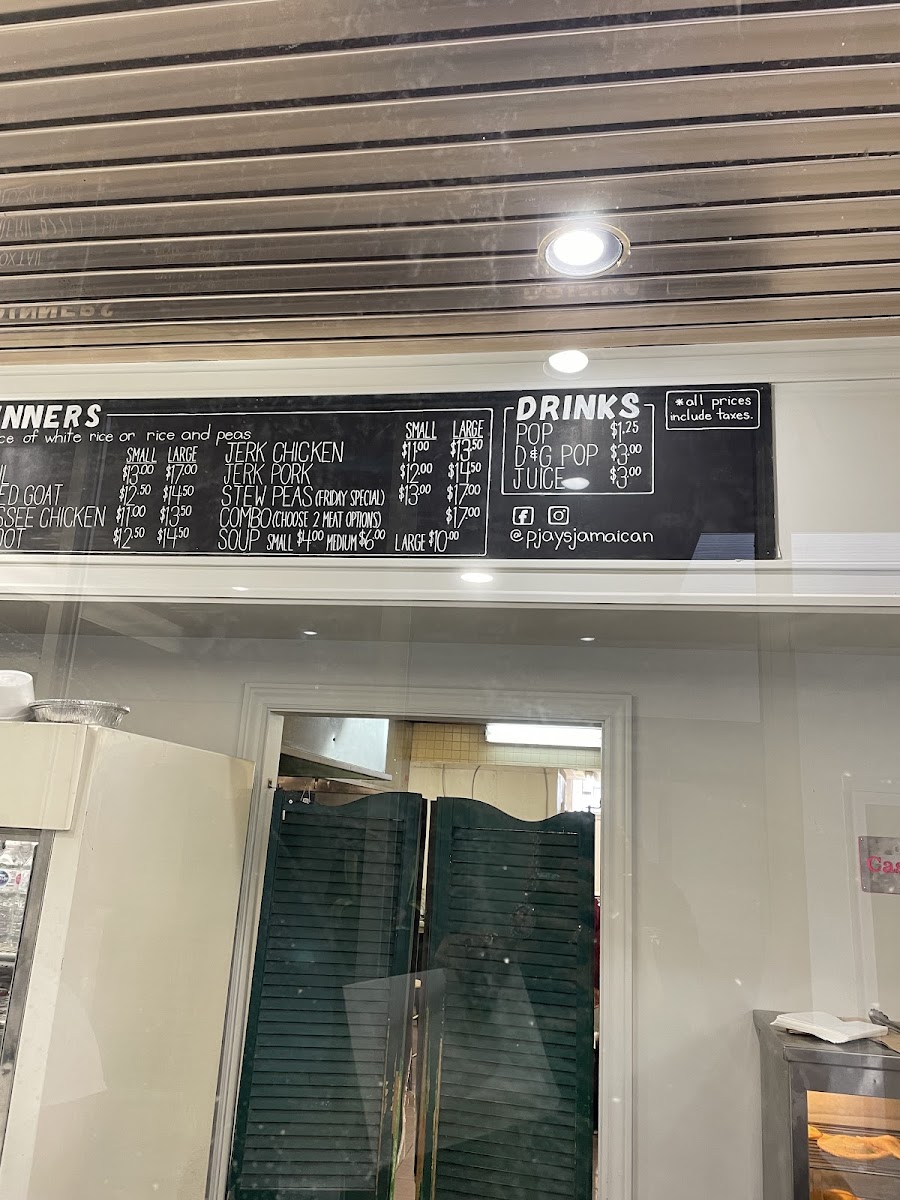 INNERS
ce of white rice or rice and peas
SMALL LARGE
IL $13.00 $17.00
ED GOAT $12.50 $14.50
SSEE CHICKEN $11.00 $13.50
OOT $12.50 $14.50
SMALL LARGE
JERK CHICKEN $11.00 $13.50
JERK PORK $12.00 $14.50
STEW PEAS (FRIDAY SPECIAL) $13.00 $17.00
COMBO (CHOOSE 2 MEAT OPTIONS) $17.00
SOUP SMALL $4.00 MEDIUM $6.00 LARGE $10.00
DRINKS
POP $1.25
D&G POP $3.00
JUICE $3.00
*all prices
include taxes.
@pjaysjamaican
Cas